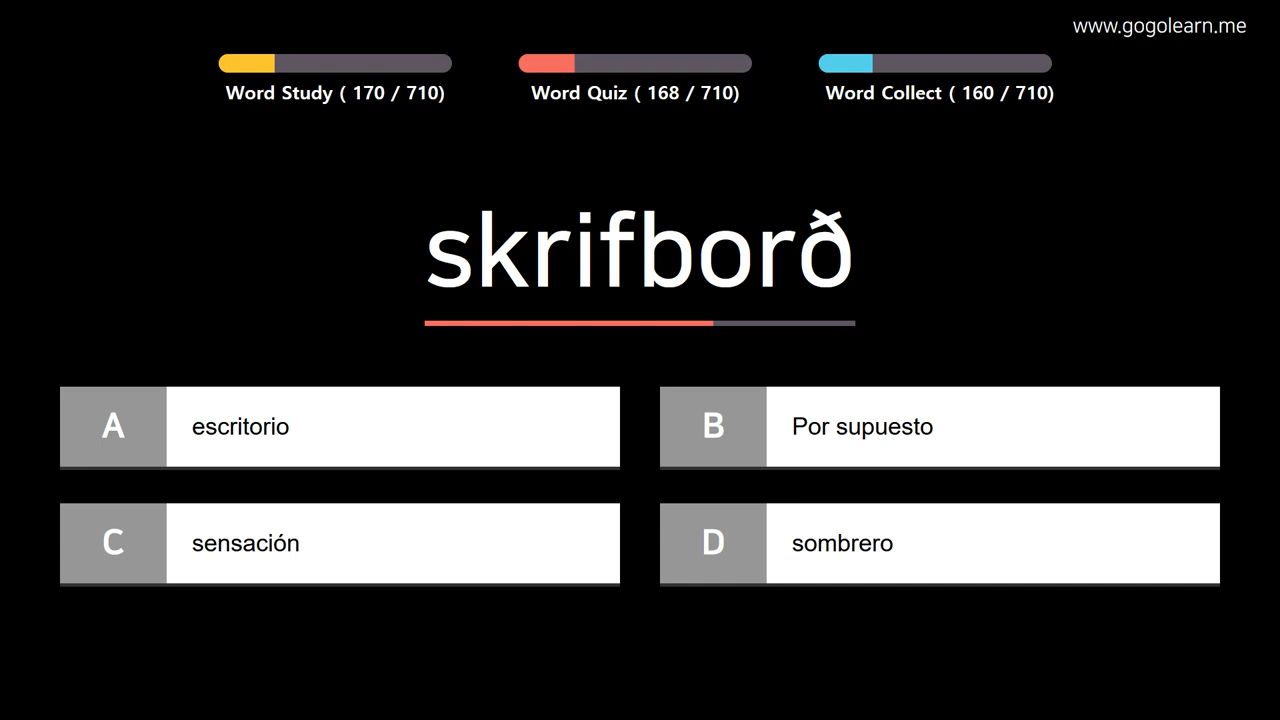 www.gogolearn.me
Word Study ( 170 / 710)
Word Quiz ( 168 / 710)
Word Collect ( 160 / 710)
skrifborð
A escritorio
B Por supuesto
C sensación
D sombrero